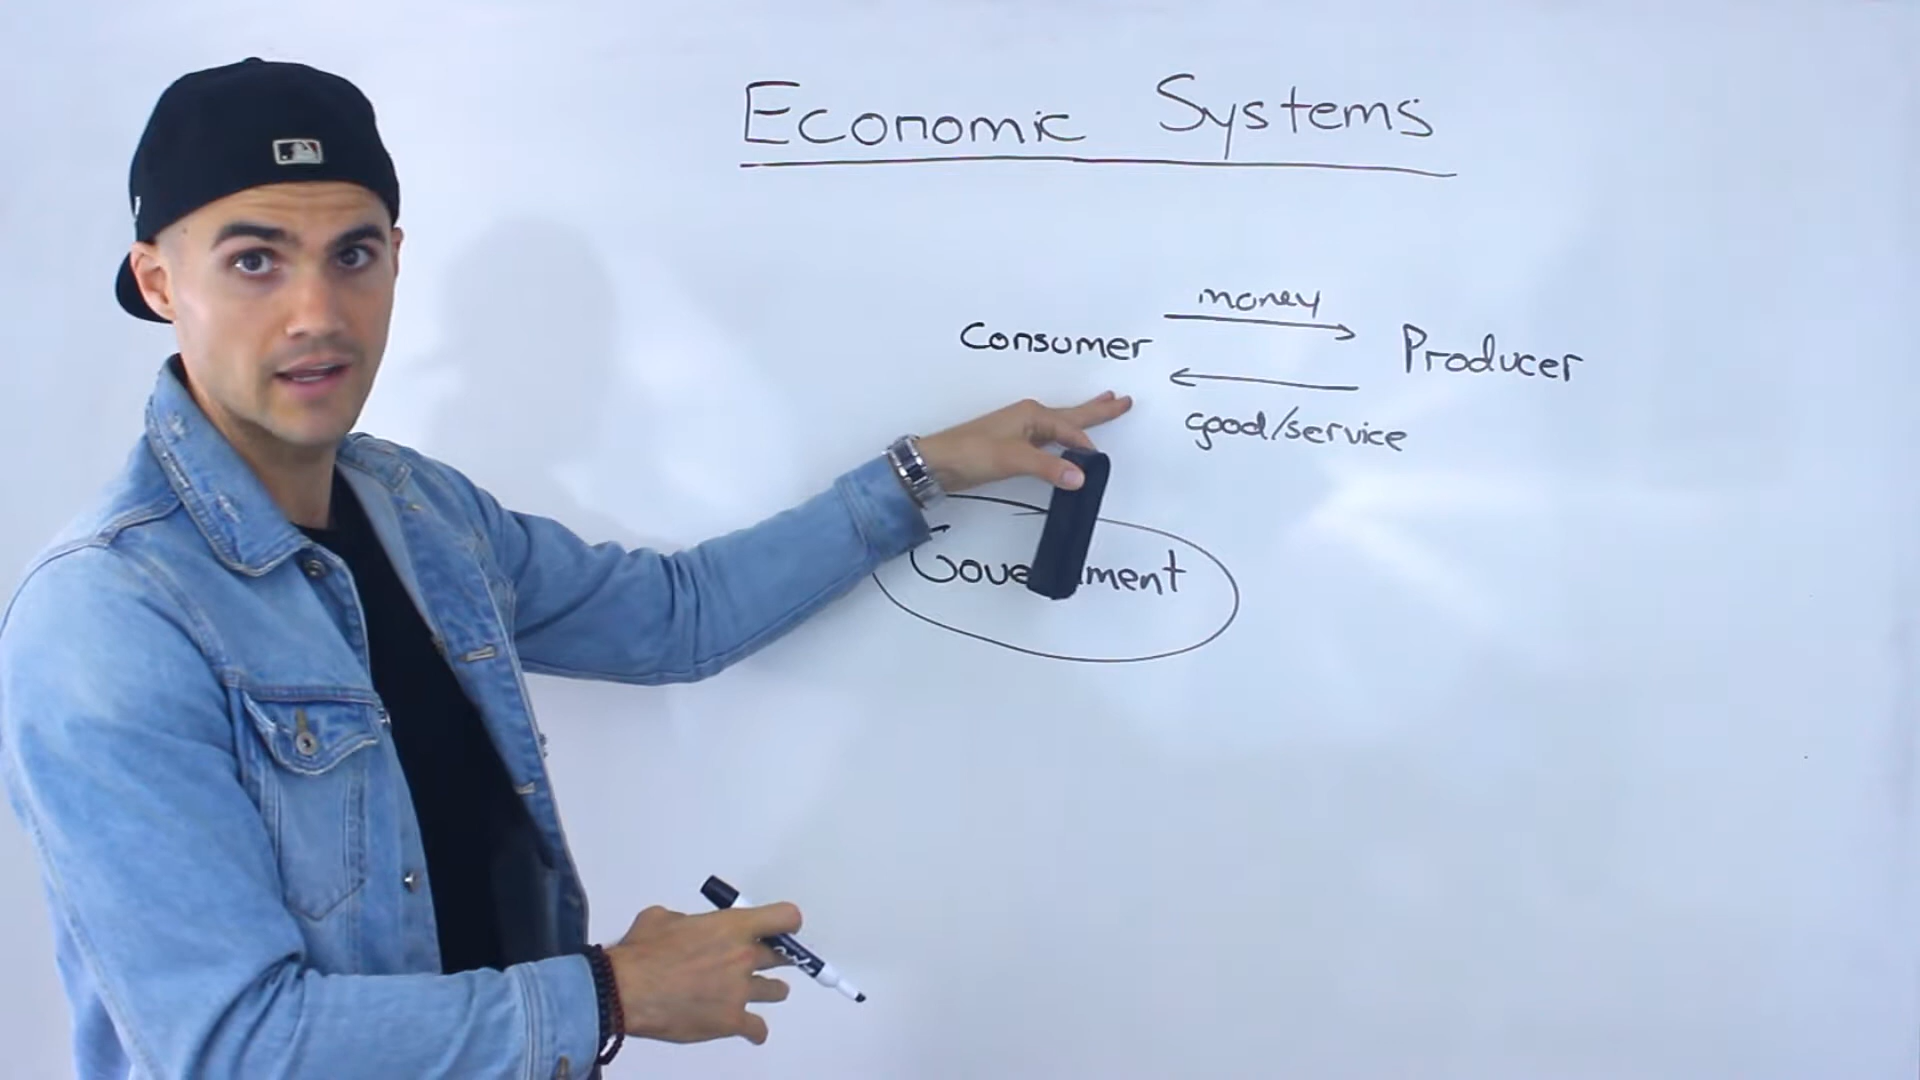 Economic Systems
money
Consumer Producer
good/service